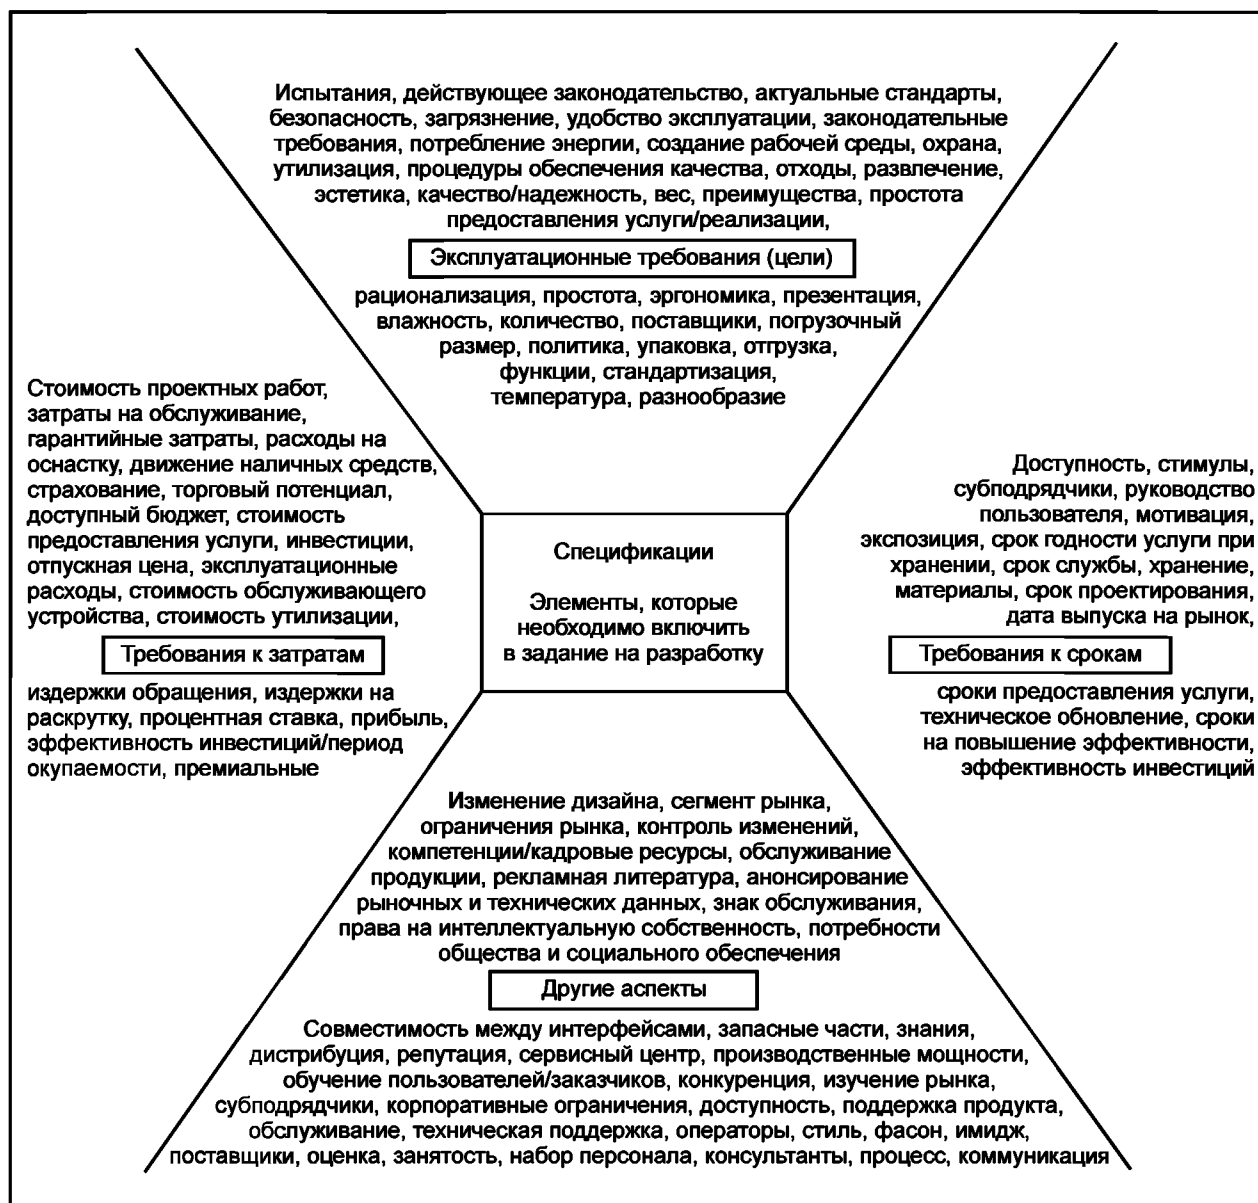 Испытания, действующее законодательство, актуальные стандарты,
безопасность, загрязнение, удобство эксплуатации, законодательные
требования, потребление энергии, создание рабочей среды, охрана,
утилизация, процедуры обеспечения качества, отходы, развлечение,
эстетика, качество/надежность, вес, преимущества, простота
предоставления услуги/реализации,
Эксплуатационные требования (цели)
рационализация, простота, эргономика, презентация,
влажность, количество, поставщики, погрузочный
размер, политика, упаковка, отгрузка,
функции, стандартизация,
температура, разнообразие
Стоимость проектных работ,
затраты на обслуживание,
гарантийные затраты, расходы на
оснастку, движение наличных средств,
страхование, торговый потенциал,
доступный бюджет, стоимость
предоставления услуги, инвестиции,
отпускная цена, эксплуатационные
расходы, стоимость обслуживающего
устройства, стоимость утилизации,
Требования к затратам
издержки обращения, издержки на
раскрутку, процентная ставка, прибыль,
эффективность инвестиций/период
окупаемости, премиальные
Спецификации
Элементы, которые
необходимо включить
в задание на разработку
Доступность, стимулы,
субподрядчики, руководство
пользователя, мотивация,
экспозиция, срок годности услуги при
хранении, срок службы, хранение,
материалы, срок проектирования,
дата выпуска на рынок,
Требования к срокам
сроки предоставления услуги,
техническое обновление, сроки
на повышение эффективности,
эффективность инвестиций
Изменение дизайна, сегмент рынка,
ограничения рынка, контроль изменений,
компетенции/кадровые ресурсы, обслуживание
продукции, рекламная литература, анонсирование
рыночных и технических данных, знак обслуживания,
права на интеллектуальную собственность, потребности
общества и социального обеспечения
Другие аспекты
Совместимость между интерфейсами, запасные части, знания,
дистрибуция, репутация, сервисный центр, производственные мощности,
обучение пользователей/заказчиков, конкуренция, изучение рынка,
субподрядчики, корпоративные ограничения, доступность, поддержка продукта,
обслуживание, техническая поддержка, операторы, стиль, фасон, имидж,
поставщики, оценка, занятость, набор персонала, консультанты, процесс, коммуникация